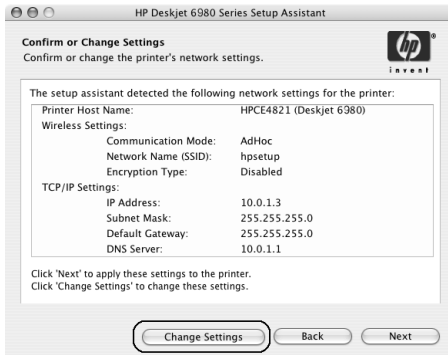 HP Deskjet 6980 Series Setup Assistant
Confirm or Change Settings
Confirm or change the printer's network settings.
hp
®
invent
The setup assistant detected the following network settings for the printer:
Printer Host Name: HPCE4821 (Deskjet 6980)
Wireless Settings:
Communication Mode: AdHoc
Network Name (SSID): hpsetup
Encryption Type: Disabled
TCP/IP Settings:
IP Address: 10.0.1.3
Subnet Mask: 255.255.255.0
Default Gateway: 255.255.255.0
DNS Server: 10.0.1.1
Click 'Next' to apply these settings to the printer.
Click 'Change Settings' to change these settings.
Change Settings Back Next